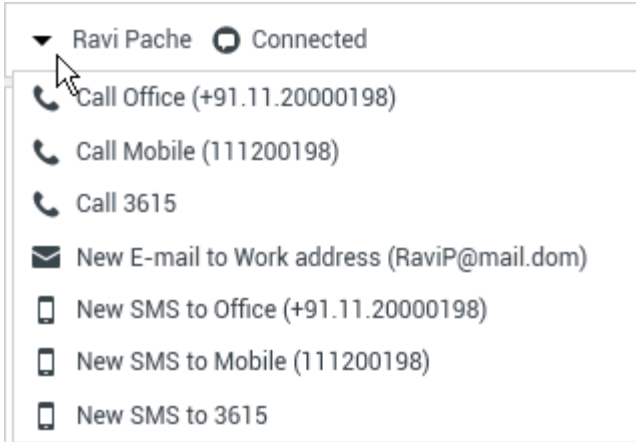 Ravi Pache Connected
Call Office (+91.11.20000198)
Call Mobile (111200198)
Call 3615
New E-mail to Work address (RaviP@mail.dom)
New SMS to Office (+91.11.20000198)
New SMS to Mobile (111200198)
New SMS to 3615